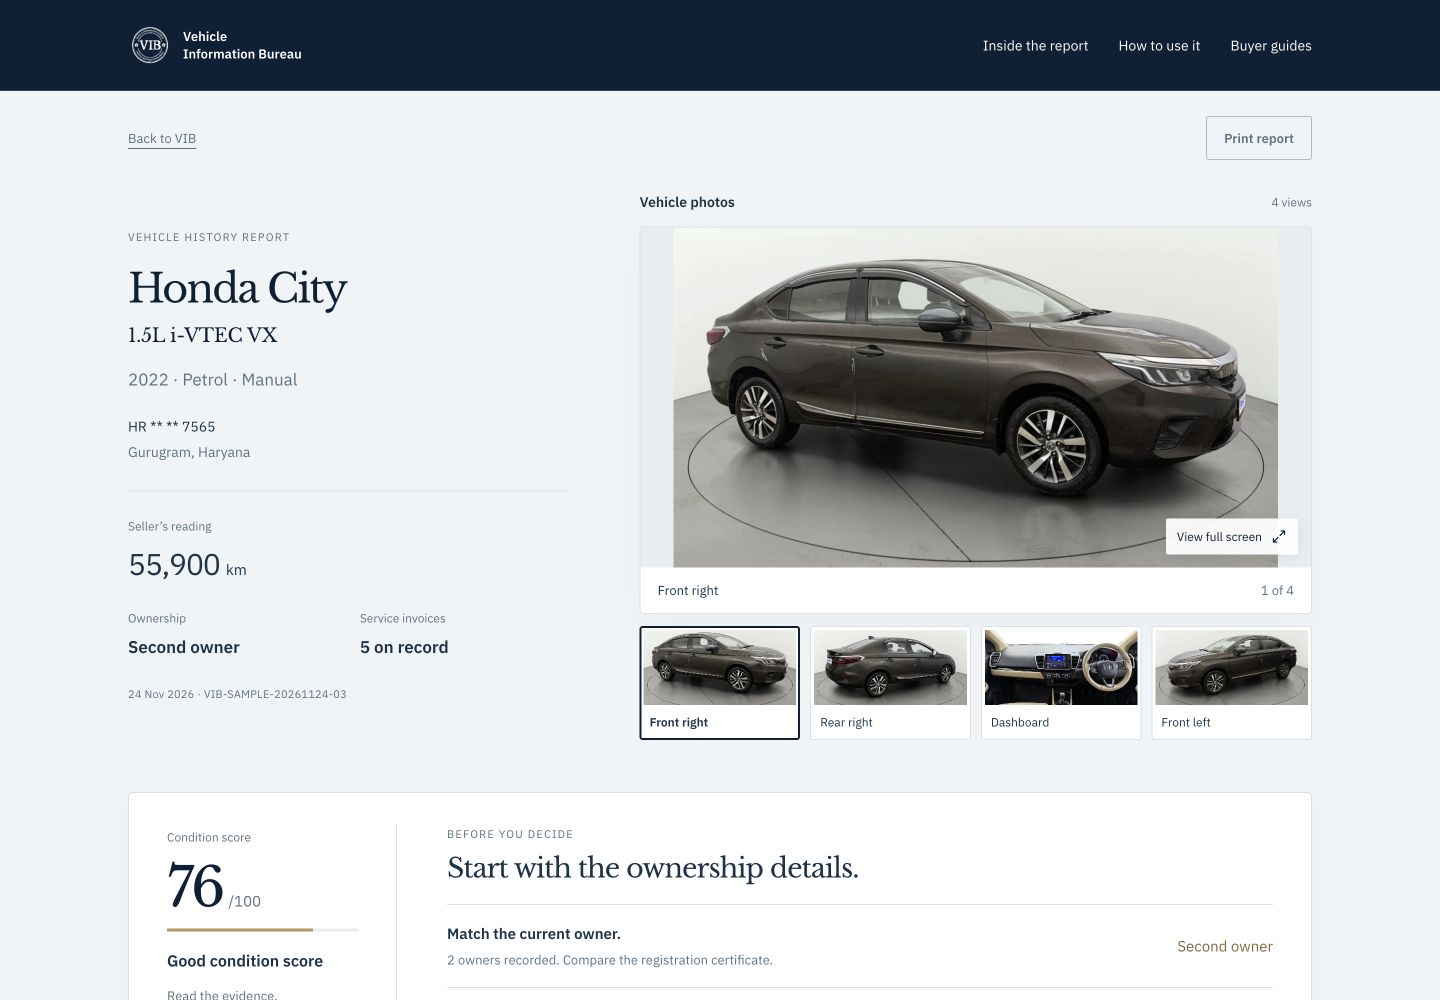 VIB
Vehicle
Information Bureau
Inside the report
How to use it
Buyer guides
Back to VIB
Print report
VEHICLE HISTORY REPORT
Honda City
1.5L i-VTEC VX
2022 · Petrol · Manual
HR ** ** 7565
Gurugram, Haryana
Seller’s reading
55,900 km
Ownership
Second owner
Service invoices
5 on record
24 Nov 2026 · VIB-SAMPLE-20261124-03
Vehicle photos
4 views
View full screen
Front right
1 of 4
Front right
Rear right
Dashboard
Front left
Condition score
76 /100
Good condition score
Read the evidence.
BEFORE YOU DECIDE
Start with the ownership details.
Match the current owner.
2 owners recorded. Compare the registration certificate.
Second owner